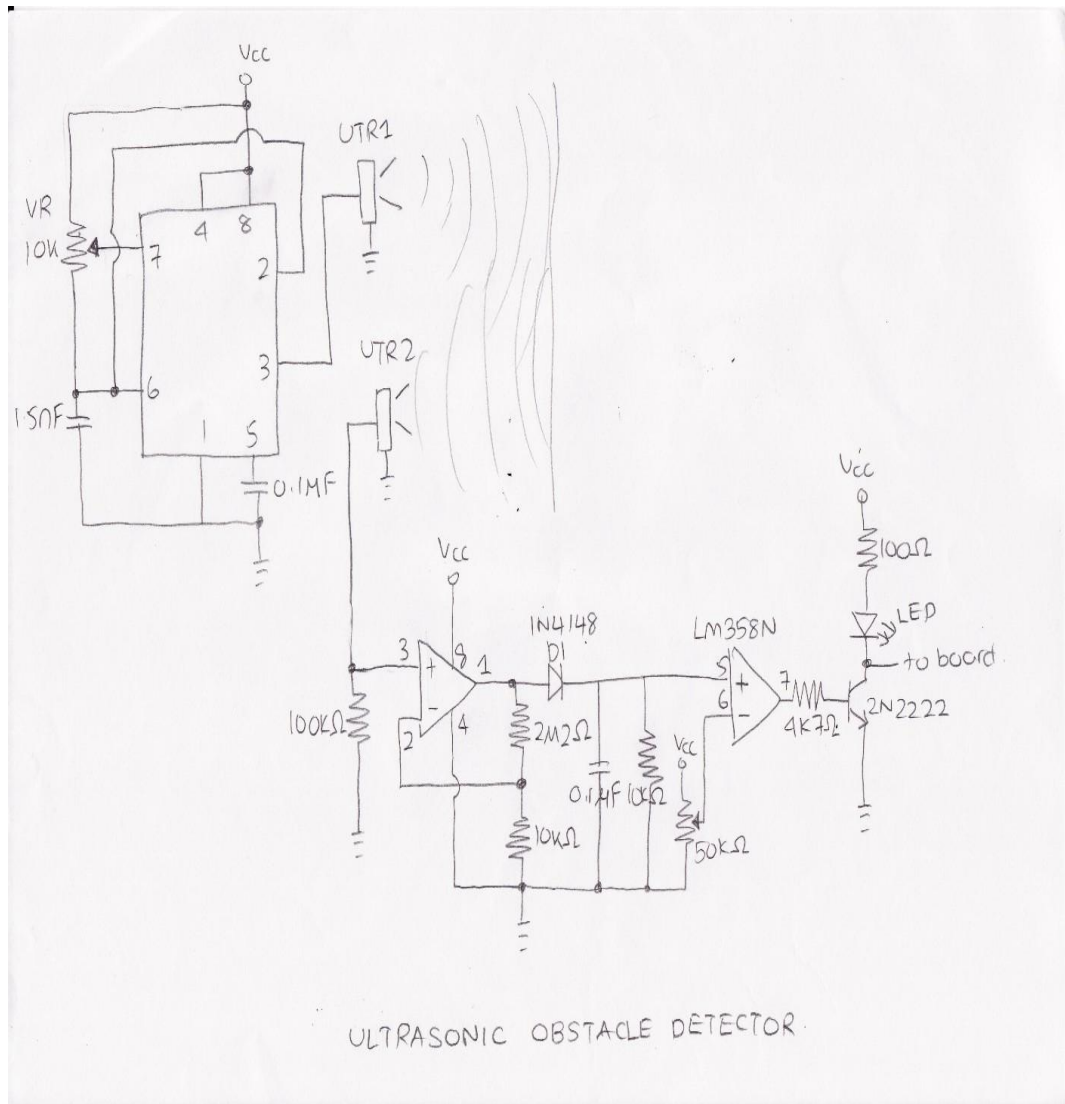 Vcc
UTR1
VR
10K
4
8
7
2
3
6
1
5
1.5nF
0.1MF
UTR2
Vcc
100Ω
LED
to board.
2N2222
Vcc
1N4148
D1
LM358N
3
8
1
+
-
2
4
100KΩ
2M2Ω
10KΩ
0.1µF
10KΩ
5
6
+
-
7
4K7Ω
Vcc
50KΩ
ULTRASONIC OBSTACLE DETECTOR